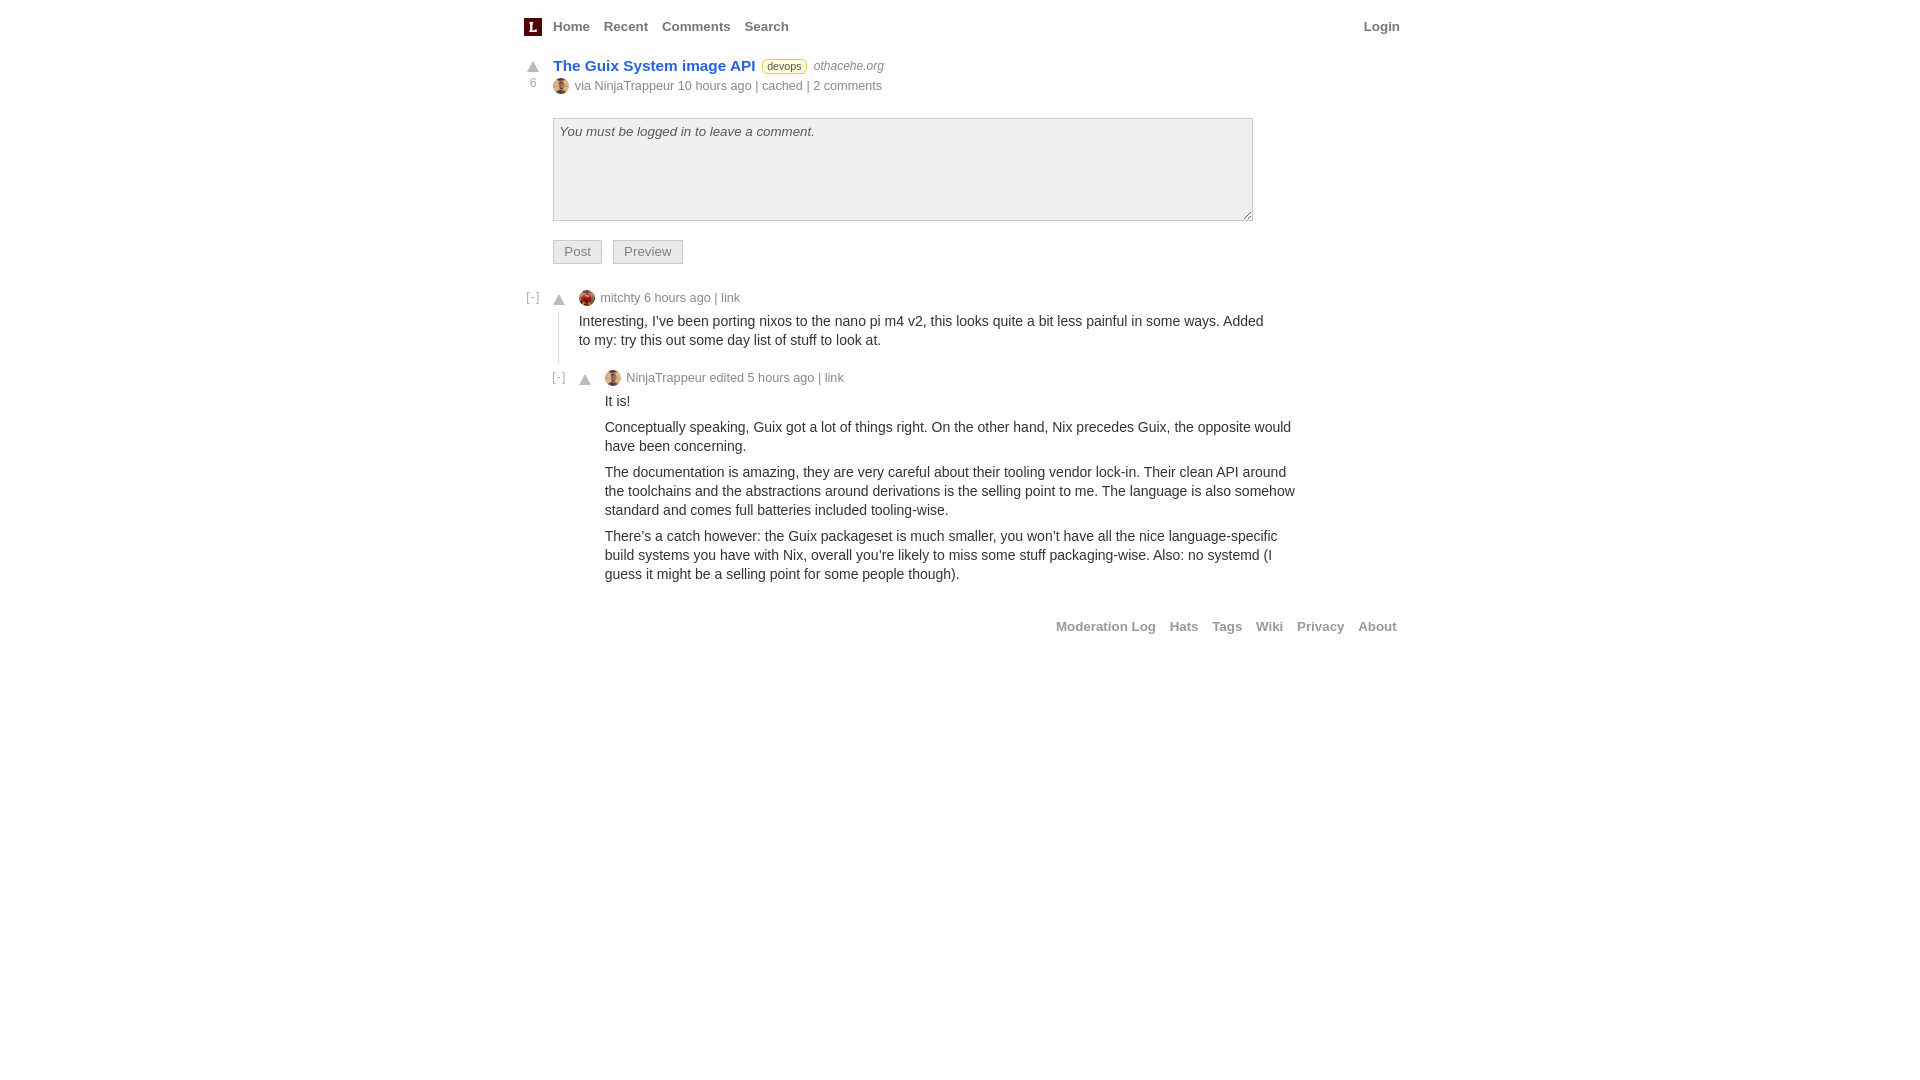 L Home Recent Comments Search Login
The Guix System image API devops othacehe.org
6
via NinjaTrappeur 10 hours ago | cached | 2 comments
You must be logged in to leave a comment.
Post Preview
[-] mitchty 6 hours ago | link
Interesting, I’ve been porting nixos to the nano pi m4 v2, this looks quite a bit less painful in some ways. Added
to my: try this out some day list of stuff to look at.
[-] NinjaTrappeur edited 5 hours ago | link
It is!
Conceptually speaking, Guix got a lot of things right. On the other hand, Nix precedes Guix, the opposite would
have been concerning.
The documentation is amazing, they are very careful about their tooling vendor lock-in. Their clean API around
the toolchains and the abstractions around derivations is the selling point to me. The language is also somehow
standard and comes full batteries included tooling-wise.
There’s a catch however: the Guix packageset is much smaller, you won’t have all the nice language-specific
build systems you have with Nix, overall you’re likely to miss some stuff packaging-wise. Also: no systemd (I
guess it might be a selling point for some people though).
Moderation Log Hats Tags Wiki Privacy About